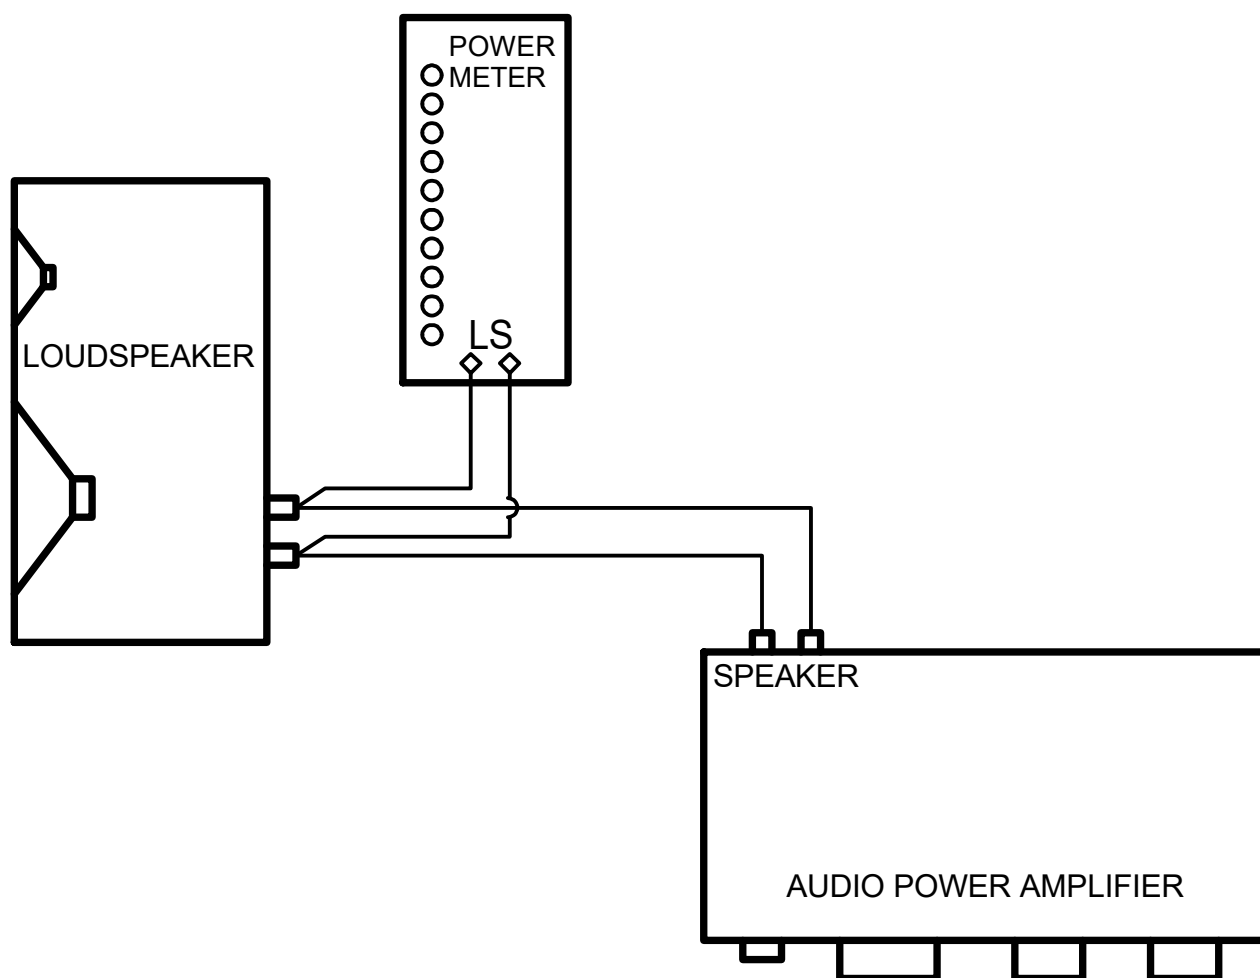 POWER
METER
LS
LOUDSPEAKER
SPEAKER
AUDIO POWER AMPLIFIER